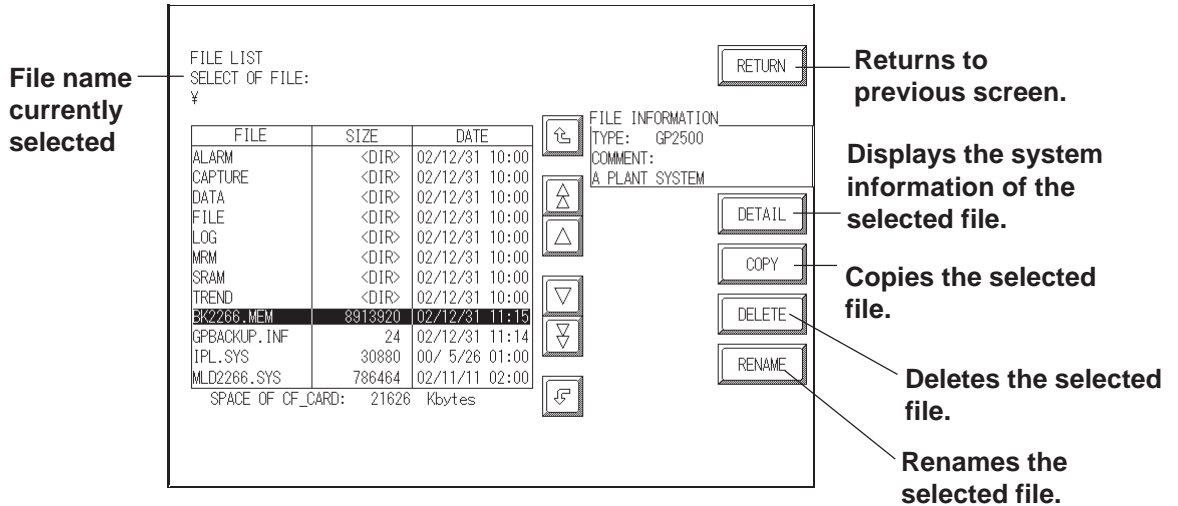 File name
currently
selected
FILE LIST
SELECT OF FILE:
¥
FILE SIZE DATE
ALARM <DIR> 02/12/31 10:00
CAPTURE <DIR> 02/12/31 10:00
DATA <DIR> 02/12/31 10:00
FILE <DIR> 02/12/31 10:00
LOG <DIR> 02/12/31 10:00
MRM <DIR> 02/12/31 10:00
SRAM <DIR> 02/12/31 10:00
TREND <DIR> 02/12/31 10:00
BK2266.MEM 8913920 02/12/31 11:15
GPBACKUP.INF 24 02/12/31 11:14
IPL.SYS 30880 00/ 5/26 01:00
MLD2266.SYS 786464 02/11/11 02:00
SPACE OF CF_CARD: 21626 Kbytes
FILE INFORMATION
TYPE: GP2500
COMMENT:
A PLANT SYSTEM
RETURN
DETAIL
COPY
DELETE
RENAME
Returns to
previous screen.
Displays the system
information of the
selected file.
Copies the selected
file.
Deletes the selected
file.
Renames the
selected file.